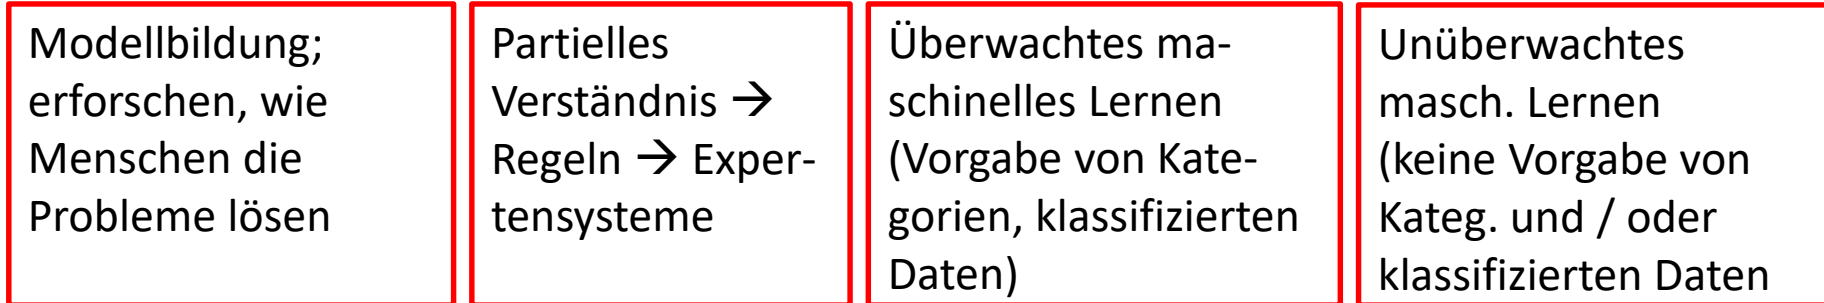 Modellbildung;
erforschen, wie
Menschen die
Probleme lösen
Partielles
Verständnis →
Regeln → Exper-
tensysteme
Überwachtes ma-
schinelles Lernen
(Vorgabe von Kate-
gorien, klassifizierten
Daten)
Unüberwachtes
masch. Lernen
(keine Vorgabe von
Kateg. und / oder
klassifizierten Daten